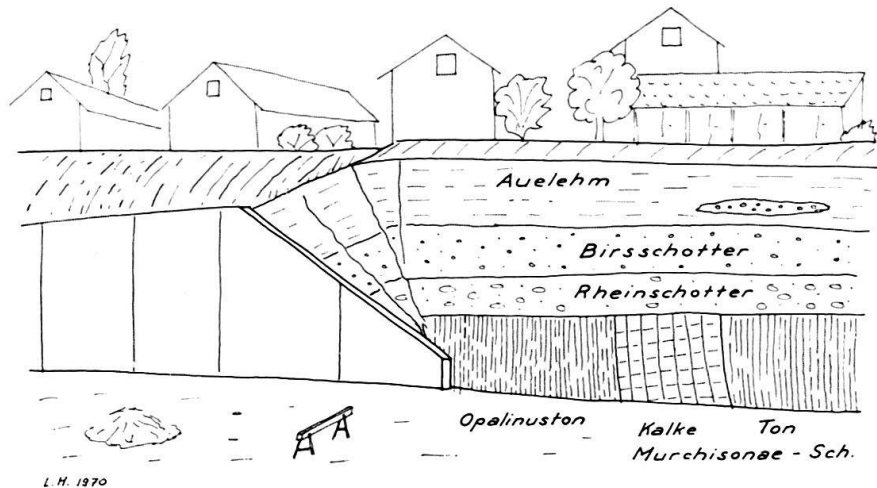 Auelehm
Birsschotter
Rheinschotter
Opalinuston Kalke Ton
Murchisonae - Sch.
L.H. 1970